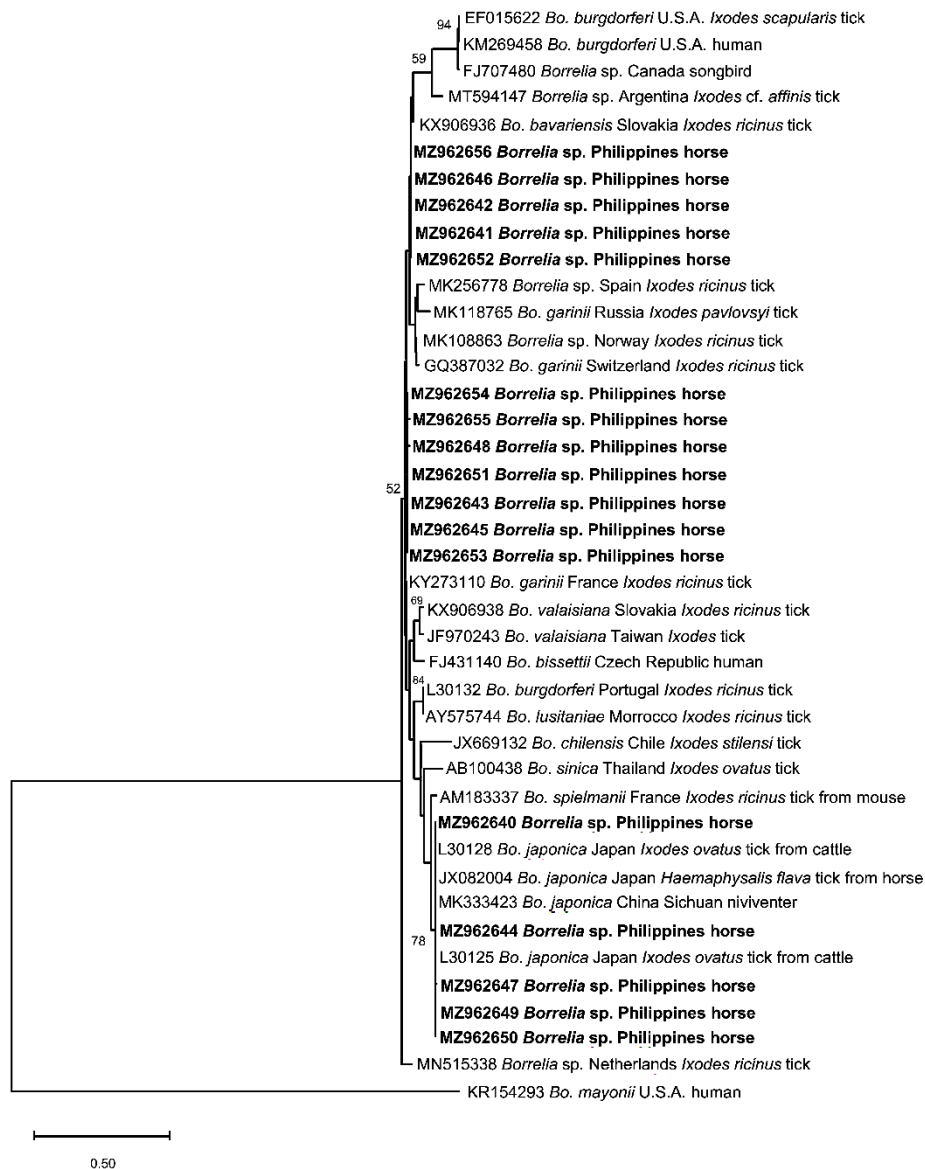 94
EF015622 Bo. burgdorferi U.S.A. Ixodes scapularis tick
KM269458 Bo. burgdorferi U.S.A. human
59
FJ707480 Borrelia sp. Canada songbird
MT594147 Borrelia sp. Argentina Ixodes cf. affinis tick
KX906936 Bo. bavariensis Slovakia Ixodes ricinus tick
MZ962656 Borrelia sp. Philippines horse
MZ962646 Borrelia sp. Philippines horse
MZ962642 Borrelia sp. Philippines horse
MZ962641 Borrelia sp. Philippines horse
MZ962652 Borrelia sp. Philippines horse
MK256778 Borrelia sp. Spain Ixodes ricinus tick
MK118765 Bo. garinii Russia Ixodes pavlovsyi tick
MK108863 Borrelia sp. Norway Ixodes ricinus tick
GQ387032 Bo. garinii Switzerland Ixodes ricinus tick
MZ962654 Borrelia sp. Philippines horse
MZ962655 Borrelia sp. Philippines horse
MZ962648 Borrelia sp. Philippines horse
MZ962651 Borrelia sp. Philippines horse
52
MZ962643 Borrelia sp. Philippines horse
MZ962645 Borrelia sp. Philippines horse
MZ962653 Borrelia sp. Philippines horse
KY273110 Bo. garinii France Ixodes ricinus tick
69
KX906938 Bo. valaisiana Slovakia Ixodes ricinus tick
JF970243 Bo. valaisiana Taiwan Ixodes tick
FJ431140 Bo. bissettii Czech Republic human
84
L30132 Bo. burgdorferi Portugal Ixodes ricinus tick
AY575744 Bo. lusitaniae Morrocco Ixodes ricinus tick
JX669132 Bo. chilensis Chile Ixodes stilensi tick
AB100438 Bo. sinica Thailand Ixodes ovatus tick
AM183337 Bo. spielmanii France Ixodes ricinus tick from mouse
MZ962640 Borrelia sp. Philippines horse
L30128 Bo. japonica Japan Ixodes ovatus tick from cattle
JX082004 Bo. japonica Japan Haemaphysalis flava tick from horse
MK333423 Bo. japonica China Sichuan niviventer
MZ962644 Borrelia sp. Philippines horse
78
L30125 Bo. japonica Japan Ixodes ovatus tick from cattle
MZ962647 Borrelia sp. Philippines horse
MZ962649 Borrelia sp. Philippines horse
MZ962650 Borrelia sp. Philippines horse
MN515338 Borrelia sp. Netherlands Ixodes ricinus tick
KR154293 Bo. mayonii U.S.A. human
0.50